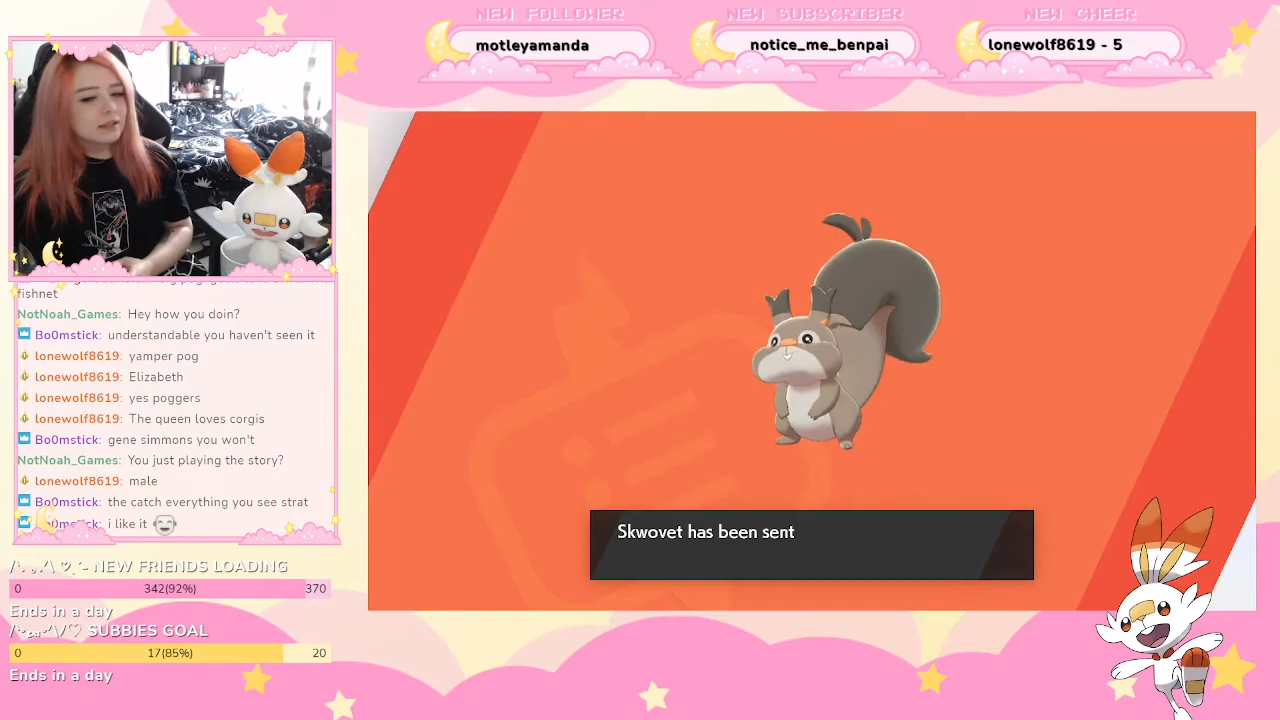 NEW FOLLOWER
motleyamanda
NEW SUBSCRIBER
notice_me_benpai
NEW CHEER
lonewolf8619 - 5
fishnet
NotNoah_Games: Hey how you doin?
Bo0mstick: understandable you haven't seen it
lonewolf8619: yamper pog
lonewolf8619: Elizabeth
lonewolf8619: yes poggers
lonewolf8619: The queen loves corgis
Bo0mstick: gene simmons you won't
NotNoah_Games: You just playing the story?
lonewolf8619: male
Bo0mstick: the catch everything you see strat
Bo0mstick: i like it
NEW FRIENDS LOADING
0 342(92%) 370
Ends in a day
SUBBIES GOAL
0 17(85%) 20
Ends in a day
Skwovet has been sent